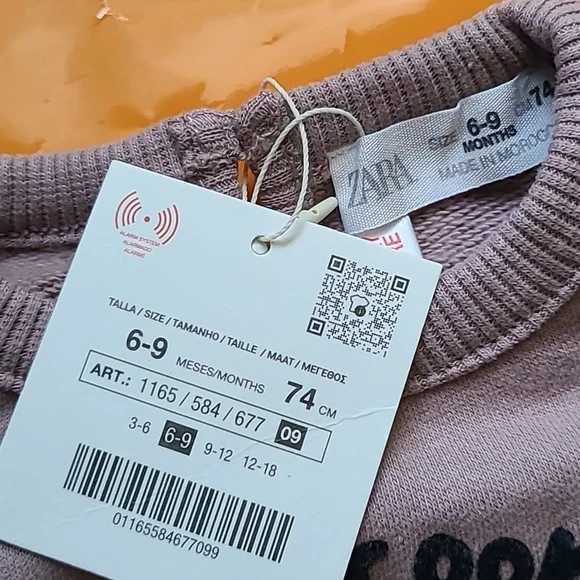 ZARA
SIZE 6-9 MONTHS CM 74
MADE IN MOROCC
ALARM SYSTEM
ALARMADO
ALARME
TALLA / SIZE / TAMANHO / TAILLE / MAAT / ΜΕΓΕΘΟΣ
6-9 MESES/MONTHS 74 CM
ART.: 1165 / 584 / 677 09
3-6 6-9 9-12 12-18
01165584677099